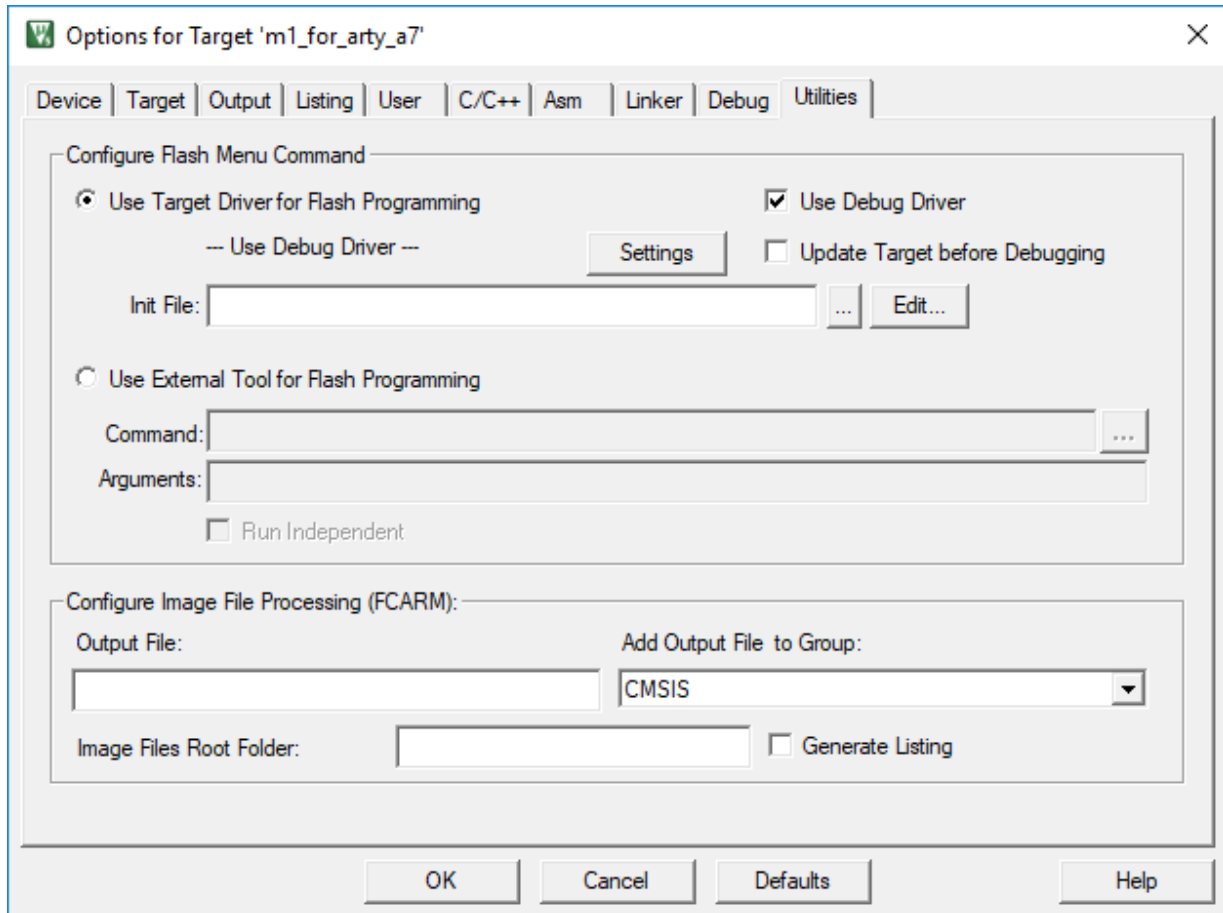 Options for Target 'm1_for_arty_a7'
Device Target Output Listing User C/C++ Asm Linker Debug Utilities
Configure Flash Menu Command
Use Target Driver for Flash Programming Use Debug Driver
--- Use Debug Driver --- Settings Update Target before Debugging
Init File: ... Edit...
Use External Tool for Flash Programming
Command: ...
Arguments:
Run Independent
Configure Image File Processing (FCARM):
Output File: Add Output File to Group:
CMSIS
Image Files Root Folder: Generate Listing
OK Cancel Defaults Help